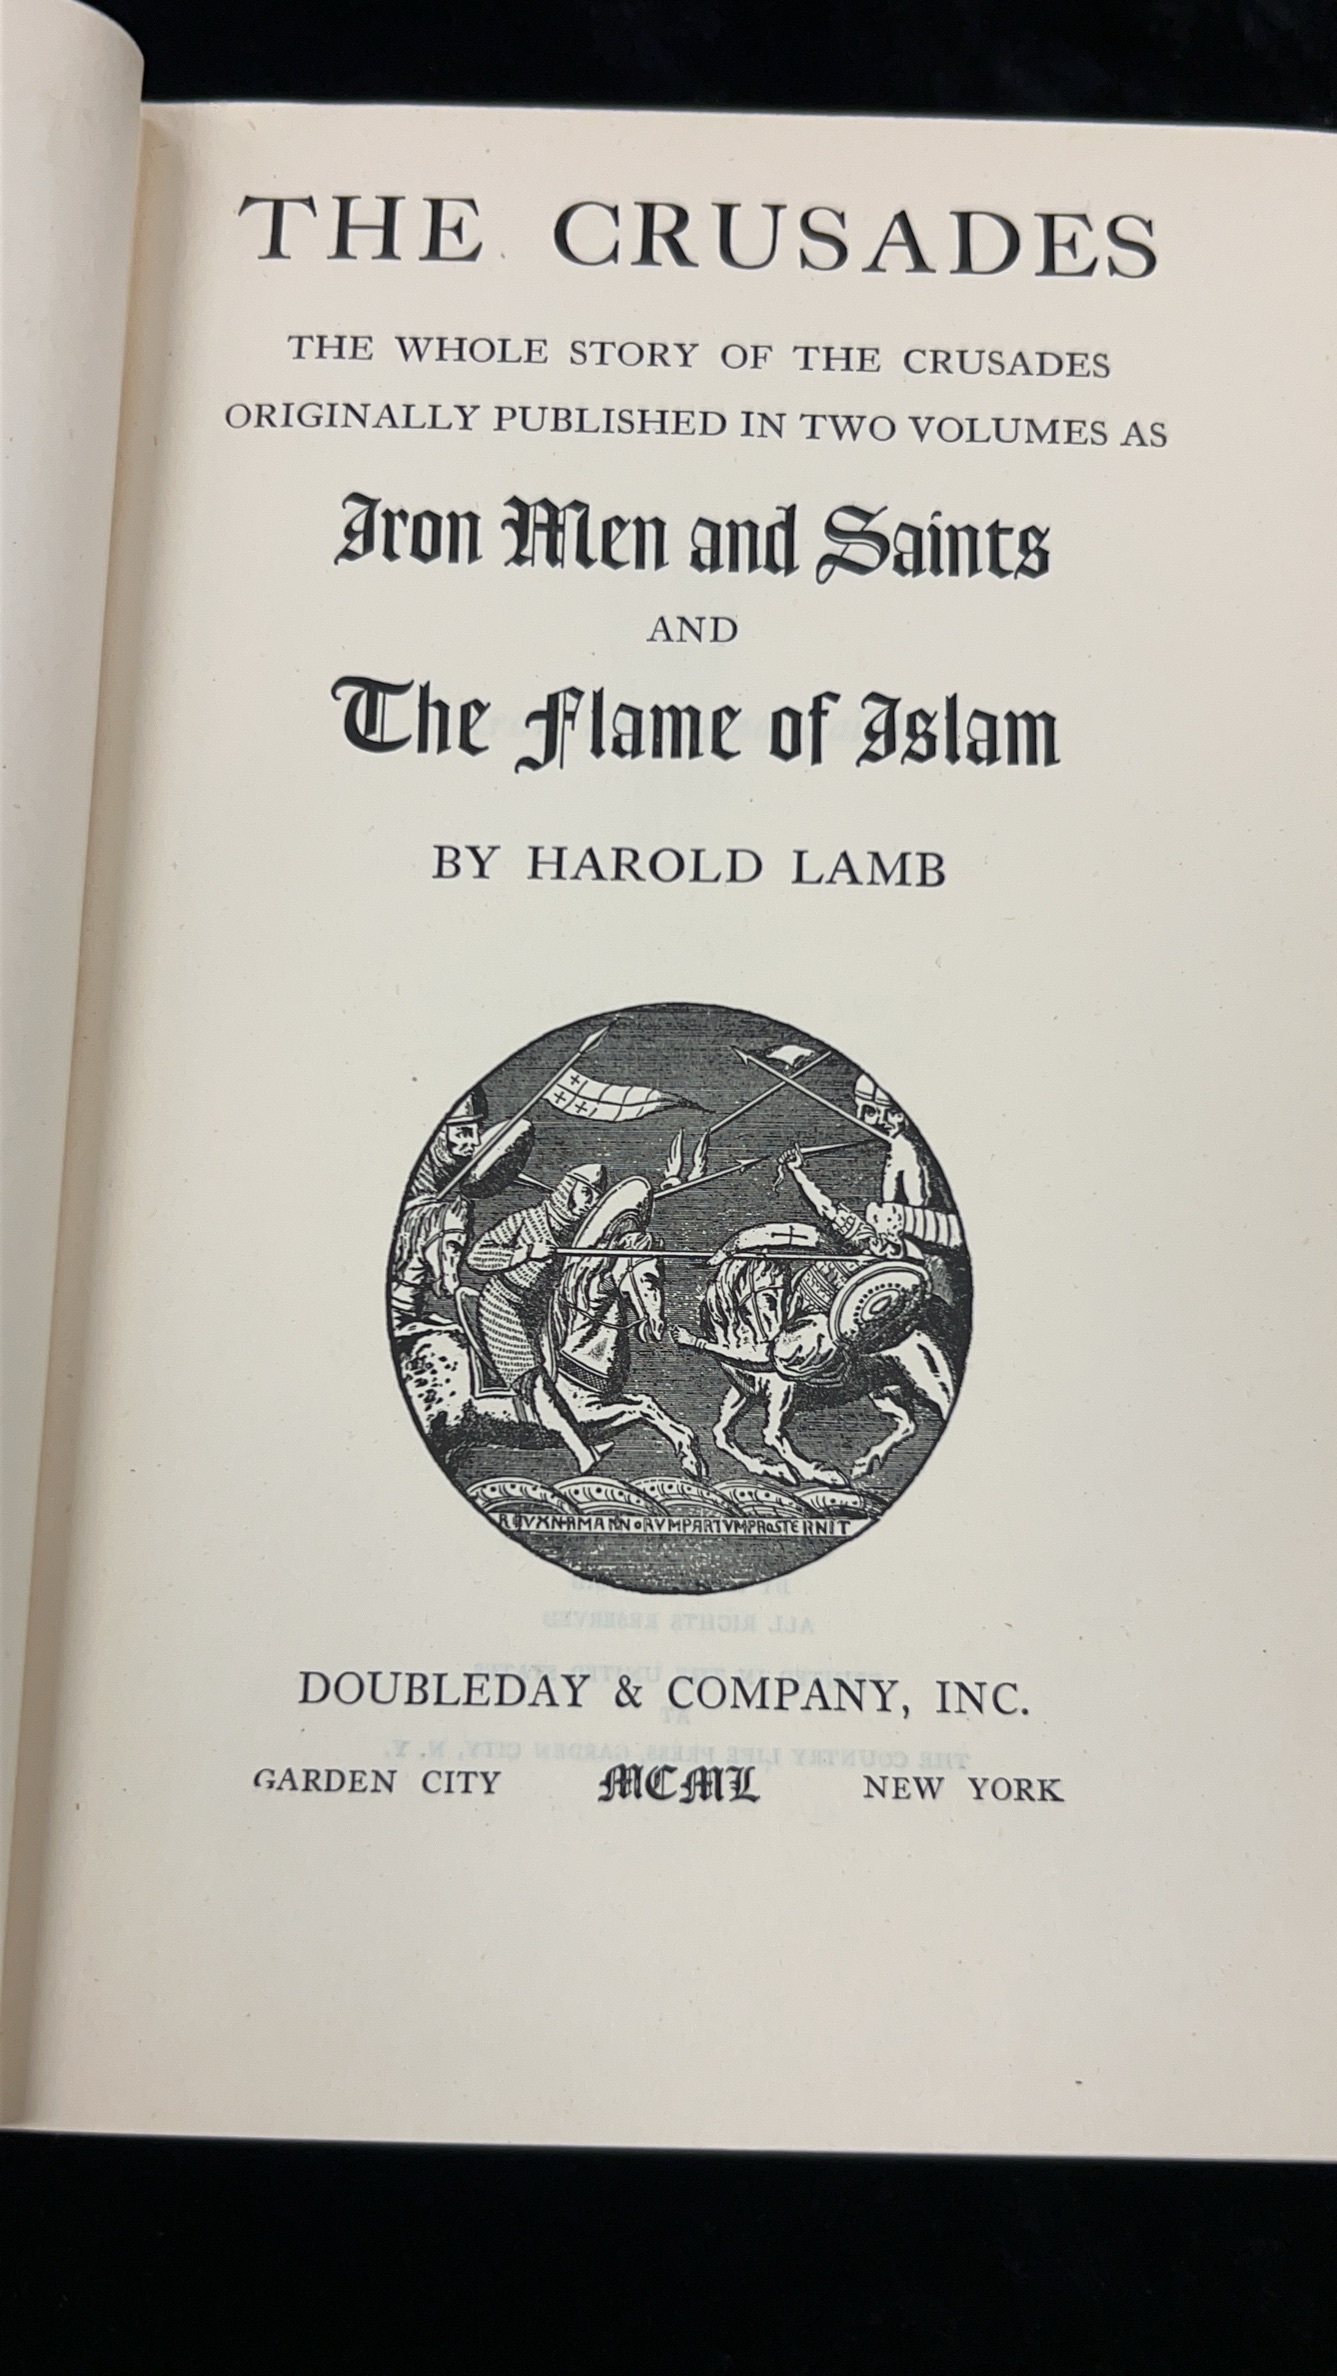 THE CRUSADES
THE WHOLE STORY OF THE CRUSADES
ORIGINALLY PUBLISHED IN TWO VOLUMES AS
Iron Men and Saints
AND
The Flame of Islam
BY HAROLD LAMB
DOUBLEDAY & COMPANY, INC.
GARDEN CITY MCML NEW YORK